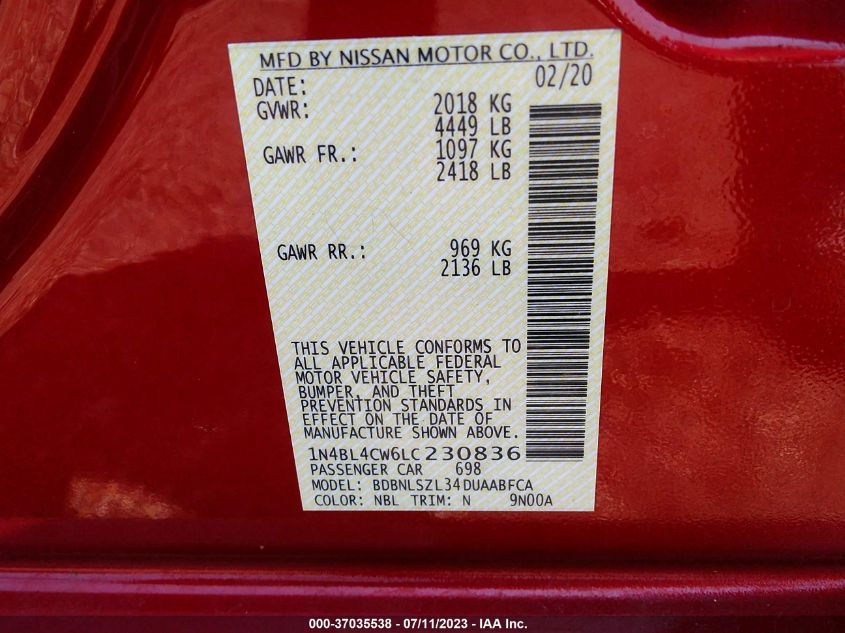 MFD BY NISSAN MOTOR CO., LTD.
DATE: 02/20
GVWR: 2018 KG
4449 LB
GAWR FR.: 1097 KG
2418 LB
GAWR RR.: 969 KG
2136 LB
THIS VEHICLE CONFORMS TO
ALL APPLICABLE FEDERAL
MOTOR VEHICLE SAFETY,
BUMPER, AND THEFT
PREVENTION STANDARDS IN
EFFECT ON THE DATE OF
MANUFACTURE SHOWN ABOVE.
1N4BL4CW6LC230836
PASSENGER CAR 698
MODEL: BDBNLSZL34DUAABFCA
COLOR: NBL TRIM: N 9N00A
000-37035538 - 07/11/2023 - IAA Inc.